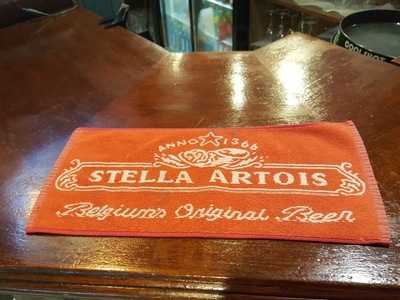 ANNO 1366
STELLA ARTOIS
Belgium's Original Beer